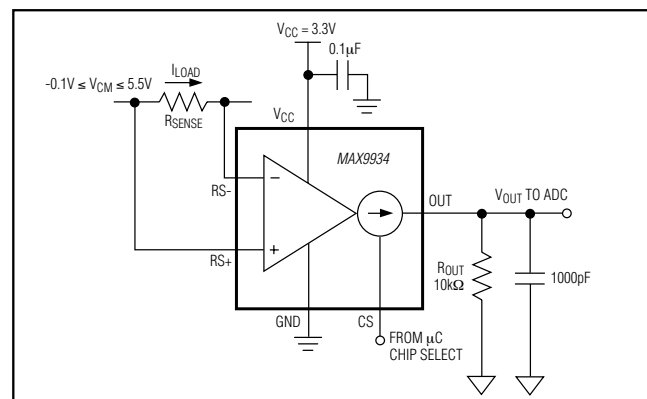 V_CC = 3.3V
0.1μF
I_LOAD
-0.1V ≤ V_CM ≤ 5.5V
R_SENSE
V_CC
MAX9934
RS-
−
OUT
V_OUT TO ADC
+
RS+
R_OUT
10kΩ
1000pF
GND
CS
FROM μC
CHIP SELECT